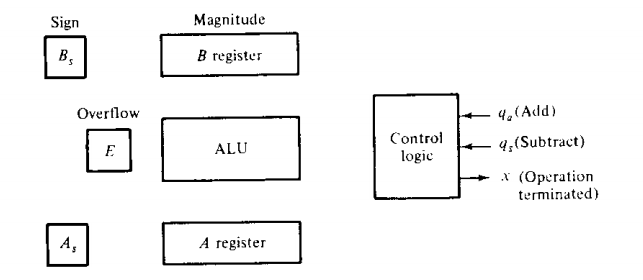 Sign
Magnitude
B_s
B register
Overflow
E
ALU
Control
logic
q_a (Add)
q_s (Subtract)
x (Operation
terminated)
A_s
A register